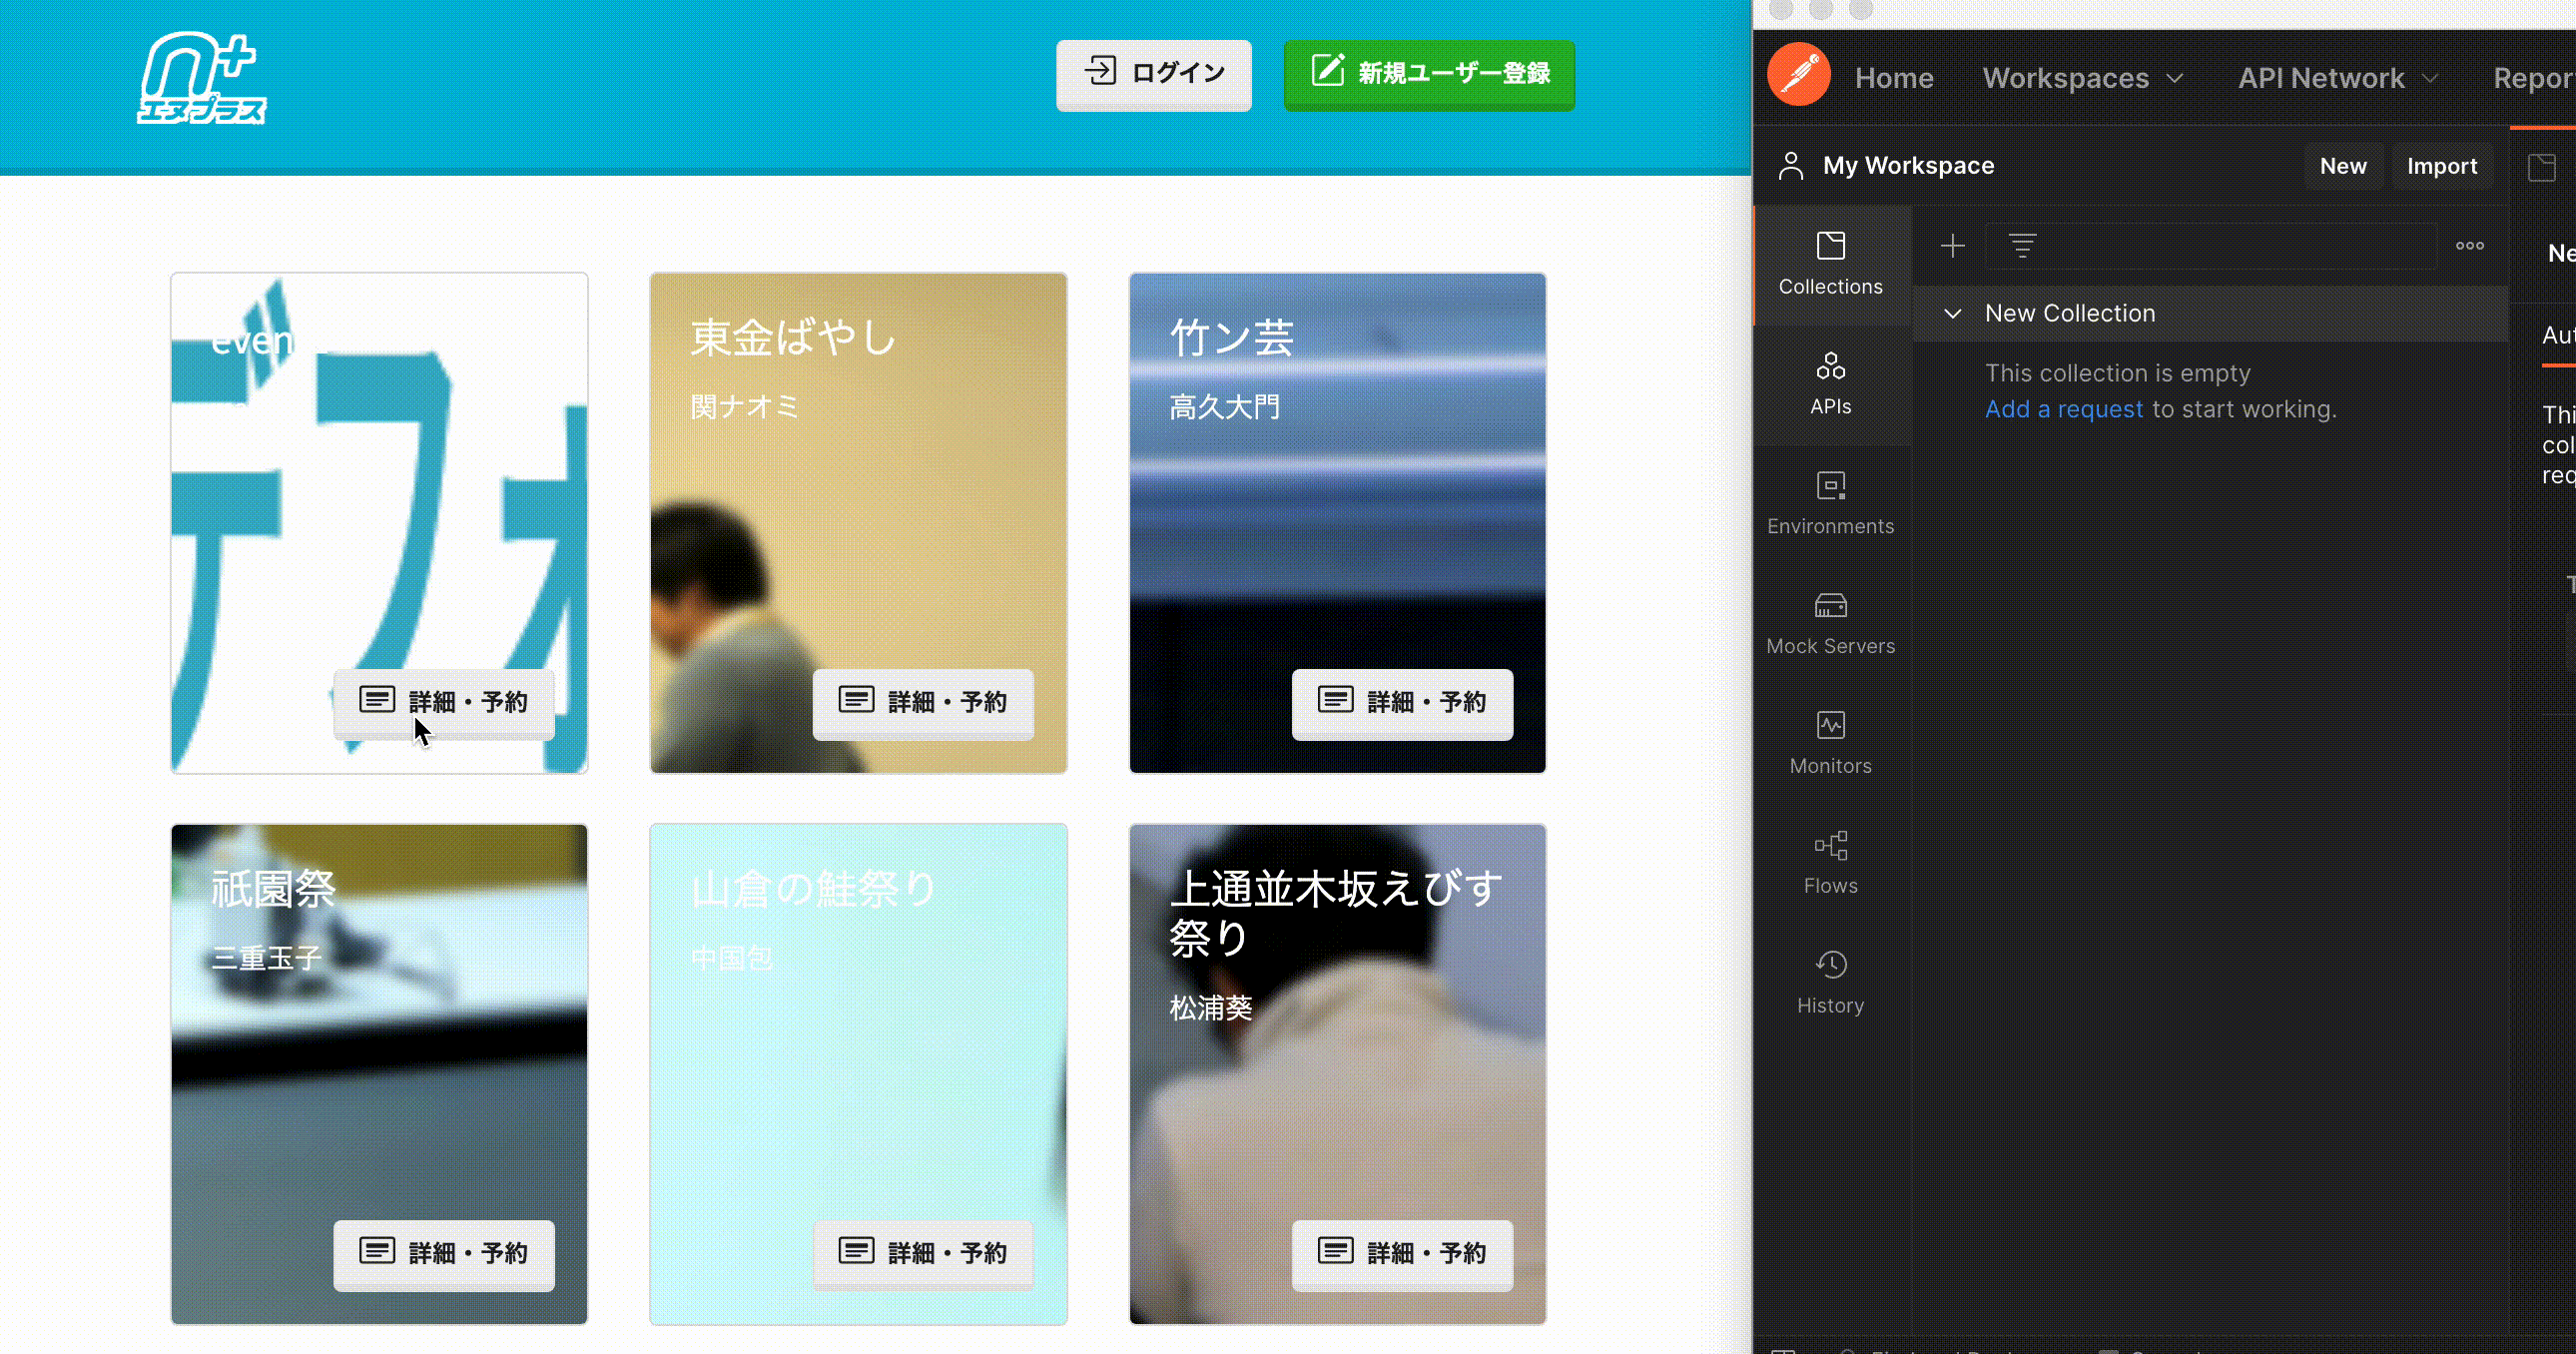 n+
エヌプラス
ログイン
新規ユーザー登録
even
デフォ
詳細・予約
東金ばやし
関ナオミ
詳細・予約
竹ン芸
高久大門
詳細・予約
祇園祭
三重玉子
詳細・予約
山倉の鮭祭り
中国包
詳細・予約
上通並木坂えびす
祭り
松浦葵
詳細・予約
Home
Workspaces
API Network
Repor
My Workspace
New
Import
Collections
APIs
Environments
Mock Servers
Monitors
Flows
History
New Collection
This collection is empty
Add a request to start working.
Ne
Aut
Thi
col
req